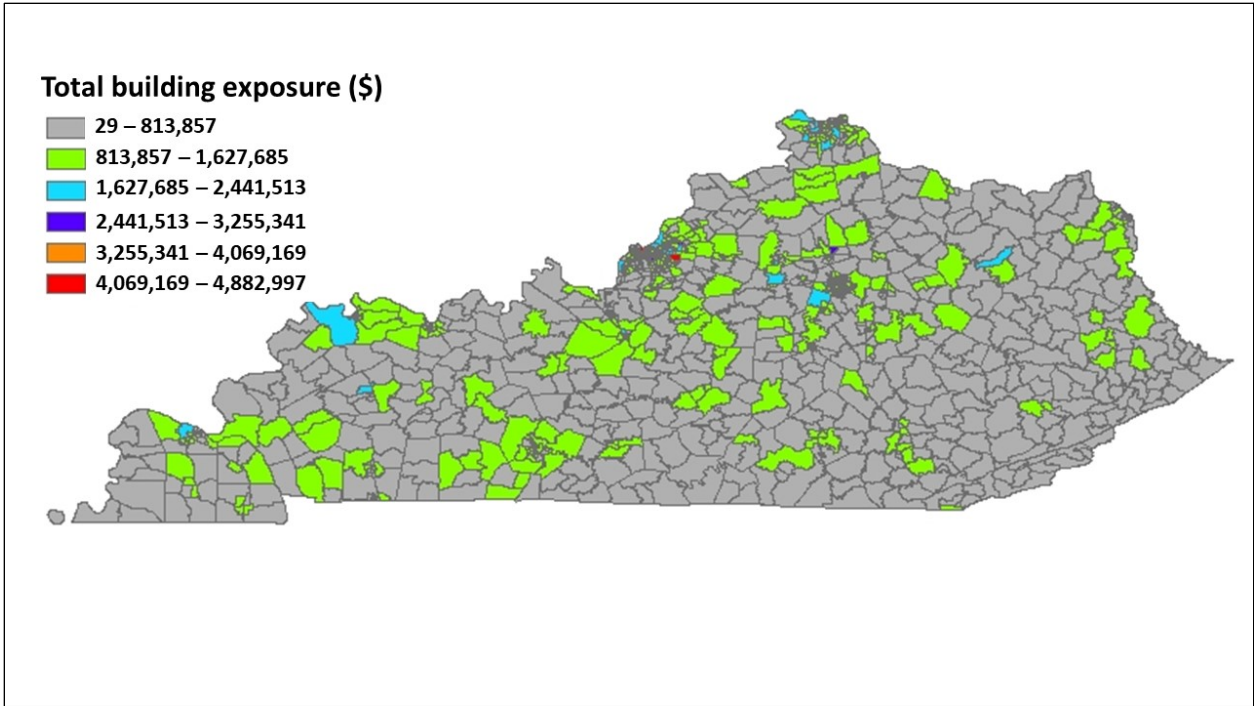 Total building exposure ($)
29 – 813,857
813,857 – 1,627,685
1,627,685 – 2,441,513
2,441,513 – 3,255,341
3,255,341 – 4,069,169
4,069,169 – 4,882,997